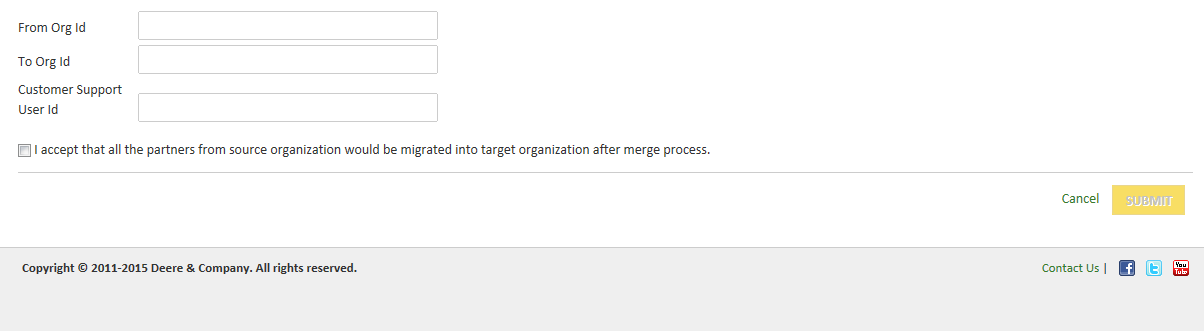 From Org Id
To Org Id
Customer Support
User Id
I accept that all the partners from source organization would be migrated into target organization after merge process.
Cancel SUBMIT
Copyright © 2011-2015 Deere & Company. All rights reserved. Contact Us |
You Tube